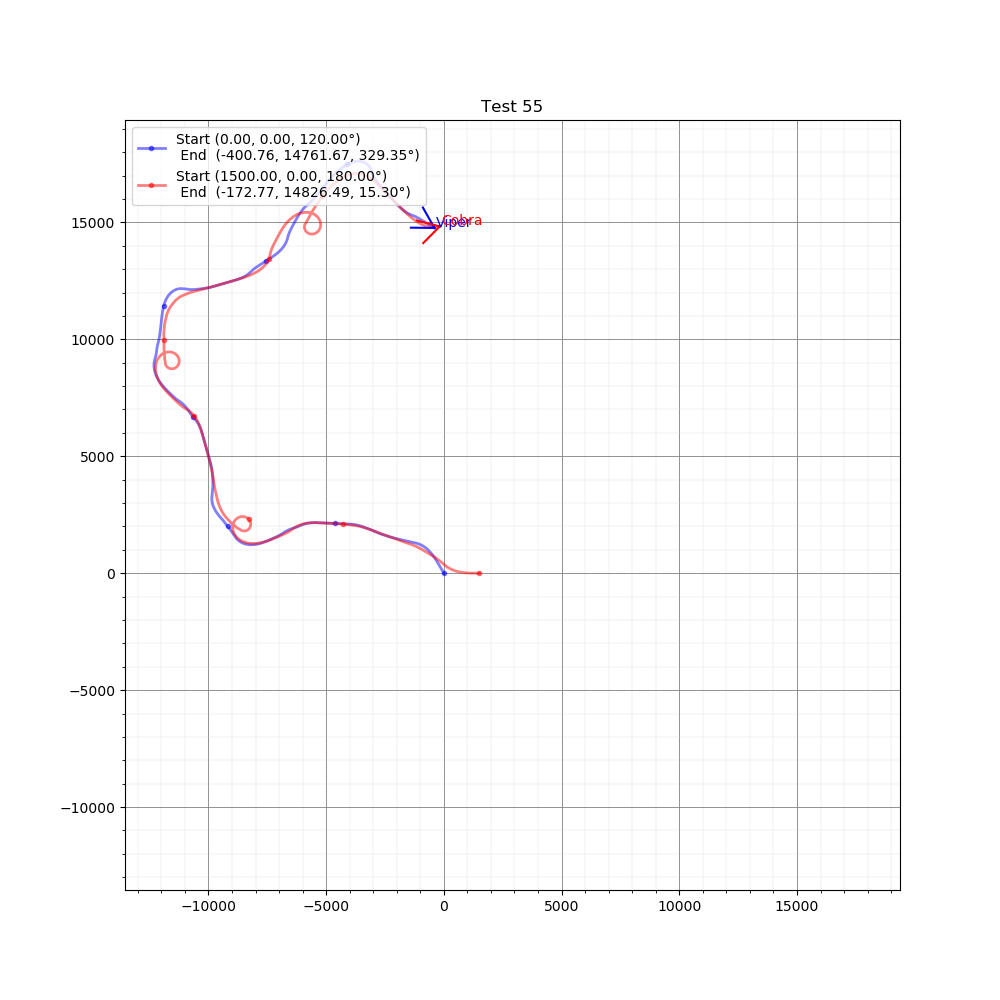 Test 55
Start (0.00, 0.00, 120.00°)
End (-400.76, 14761.67, 329.35°)
Start (1500.00, 0.00, 180.00°)
End (-172.77, 14826.49, 15.30°)
Viper
Cobra
15000
10000
5000
0
−5000
−10000
−10000
−5000
0
5000
10000
15000